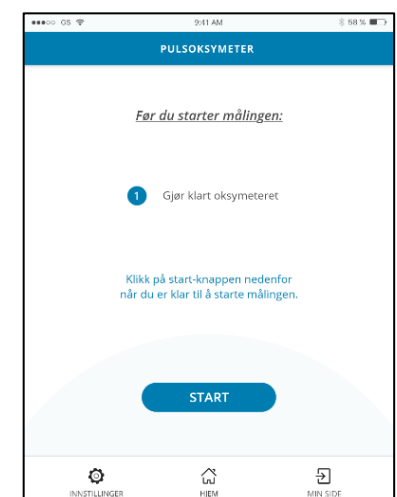 GS 9:41 AM 58 %
PULSOKSYMETER
Før du starter målingen:
1 Gjør klart oksymeteret
Klikk på start-knappen nedenfor
når du er klar til å starte målingen.
START
INNSTILLINGER HJEM MIN SIDE